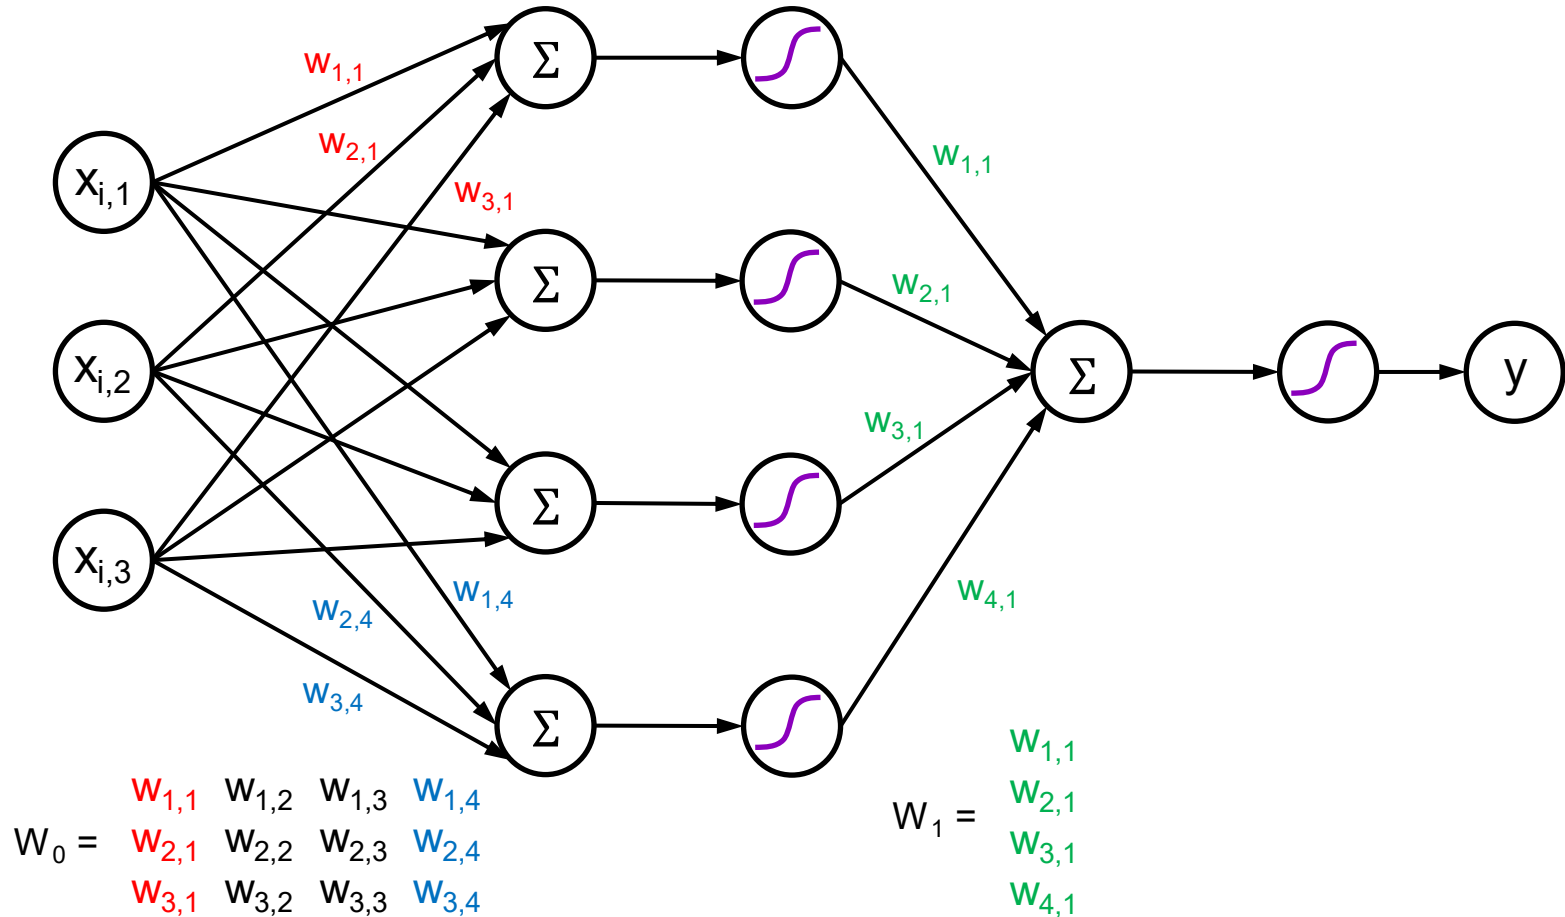 w1,1
Σ
w2,1
w3,1
w1,1
xi,1
Σ
w2,1
xi,2
Σ
y
w3,1
Σ
xi,3
w1,4
w2,4
w4,1
w3,4
Σ
W0 =
w1,1 w1,2 w1,3 w1,4
w2,1 w2,2 w2,3 w2,4
w3,1 w3,2 w3,3 w3,4
W1 =
w1,1
w2,1
w3,1
w4,1